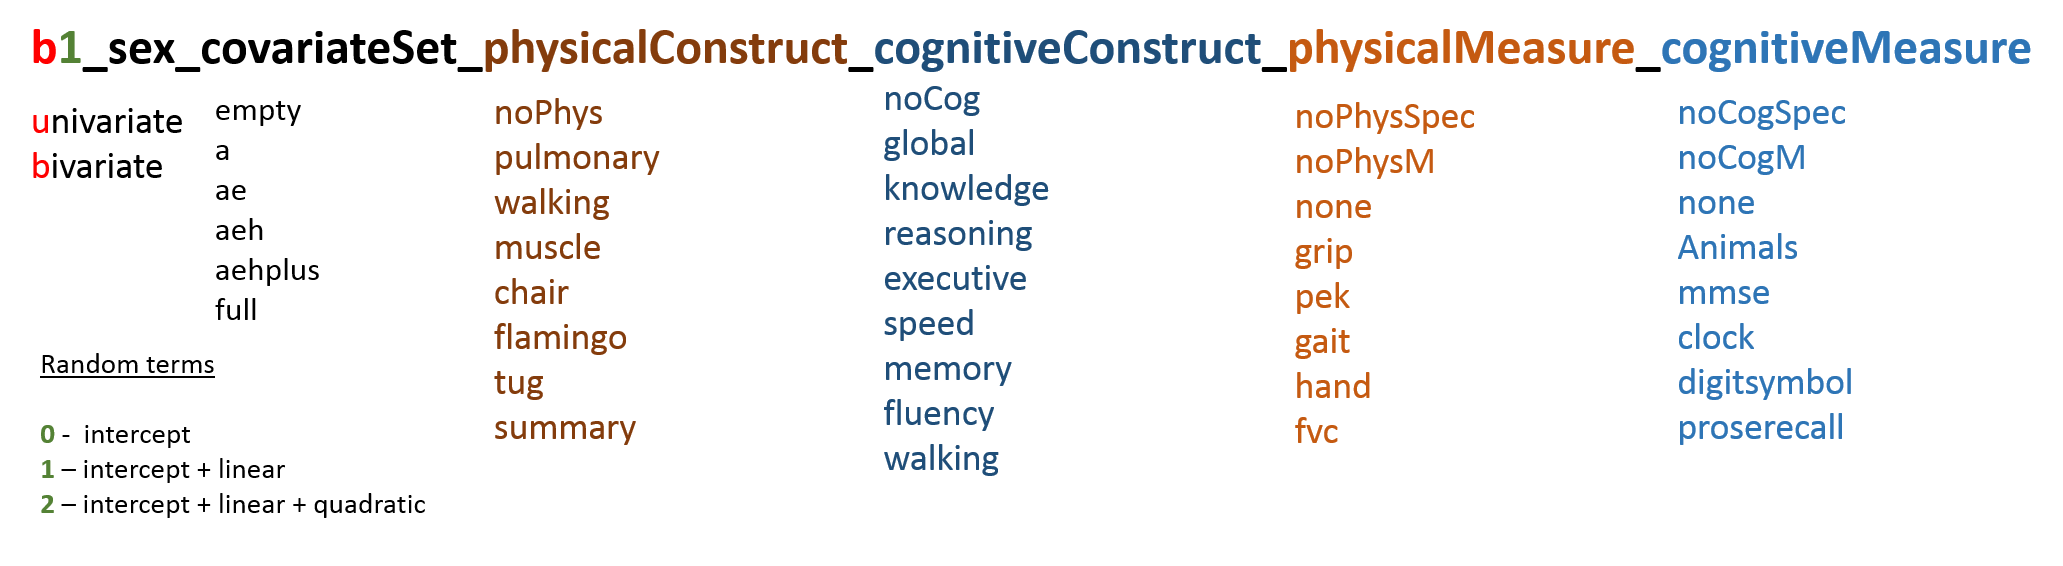 b1_sex_covariateSet_physicalConstruct_cognitiveConstruct_physicalMeasure_cognitiveMeasure
univariate
bivariate
empty
a
ae
aeh
aehplus
full
Random terms
0 - intercept
1 – intercept + linear
2 – intercept + linear + quadratic
noPhys
pulmonary
walking
muscle
chair
flamingo
tug
summary
noCog
global
knowledge
reasoning
executive
speed
memory
fluency
walking
noPhysSpec
noPhysM
none
grip
pek
gait
hand
fvc
noCogSpec
noCogM
none
Animals
mmse
clock
digitsymbol
proserecall